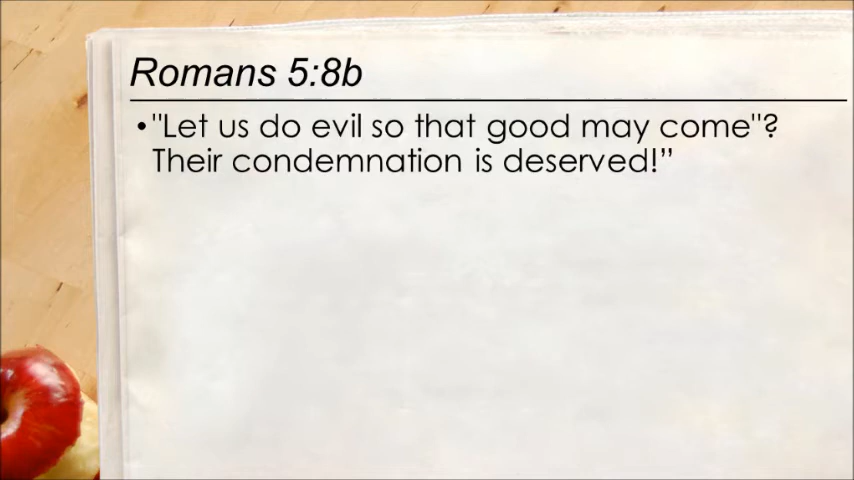 Romans 5:8b
•"Let us do evil so that good may come"?
Their condemnation is deserved!”